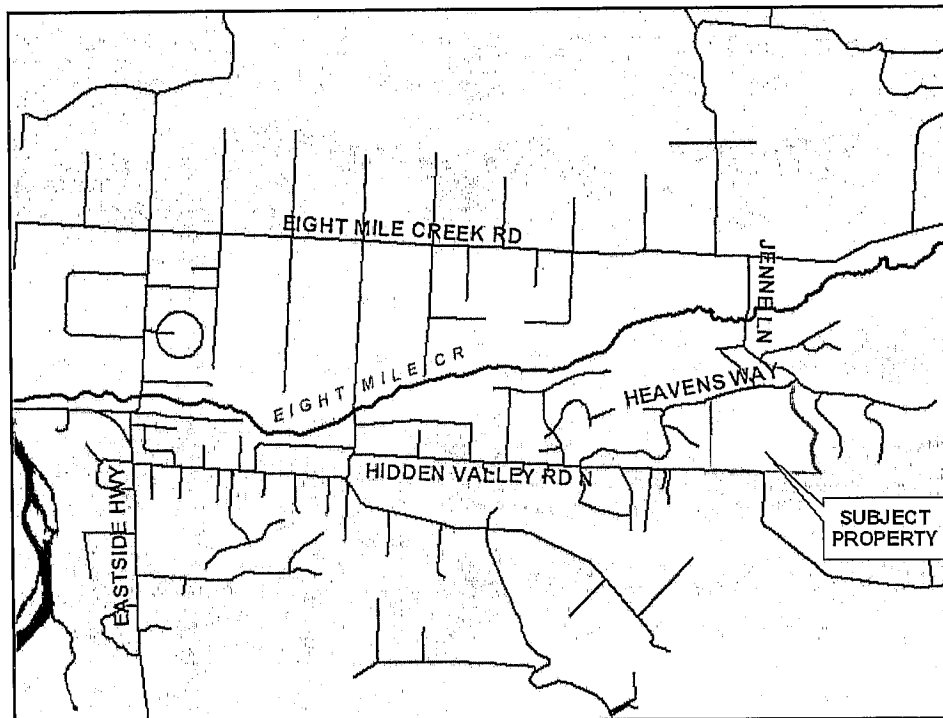 EIGHT MILE CREEK RD
JENNE LN
EIGHT MILE CR
HEAVENS WAY
HIDDEN VALLEY RD N
EASTSIDE HWY
SUBJECT
PROPERTY